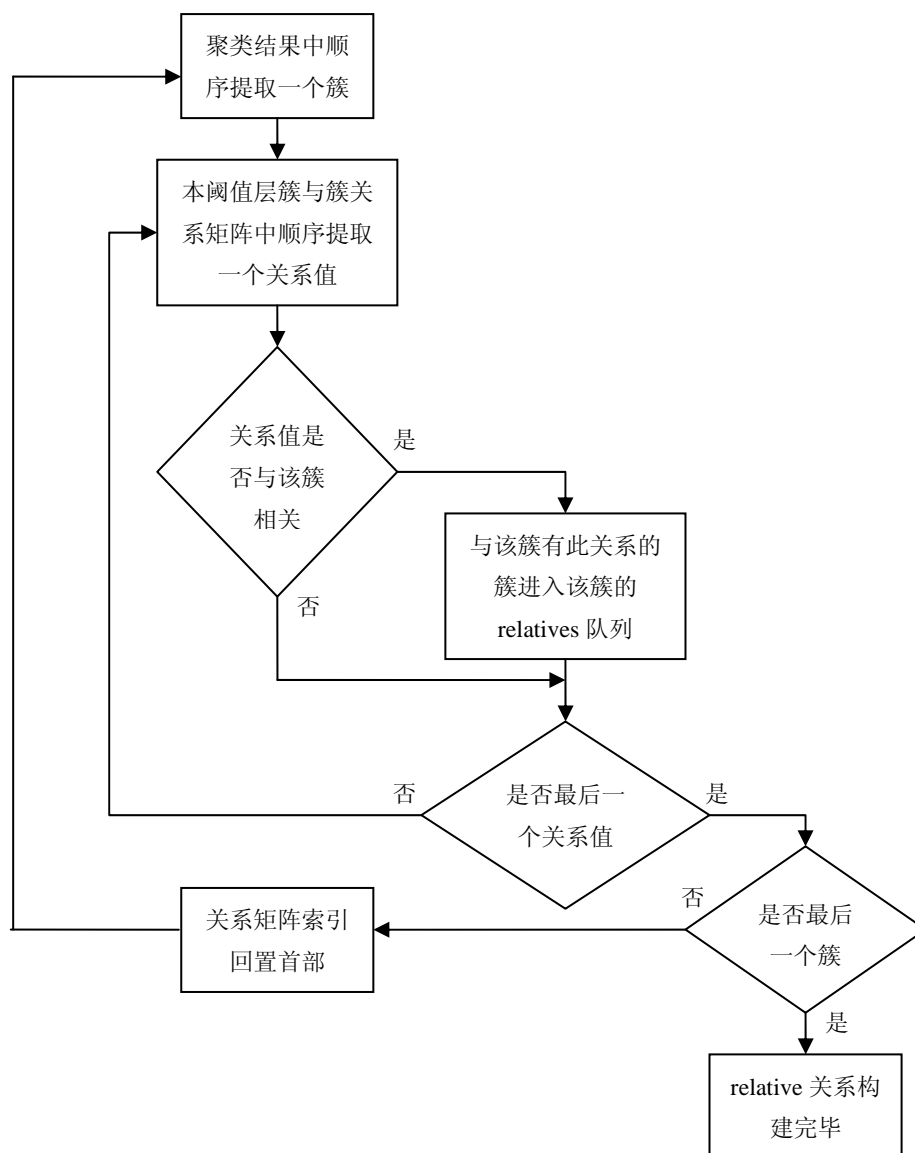 聚类结果中顺
序提取一个簇
本阈值层簇与簇关
系矩阵中顺序提取
一个关系值
关系值是
否与该簇
相关
是
否
与该簇有此关系的
簇进入该簇的
relatives 队列
是否最后一
个关系值
否
是
是否最后
一个簇
否
是
关系矩阵索引
回置首部
relative 关系构
建完毕